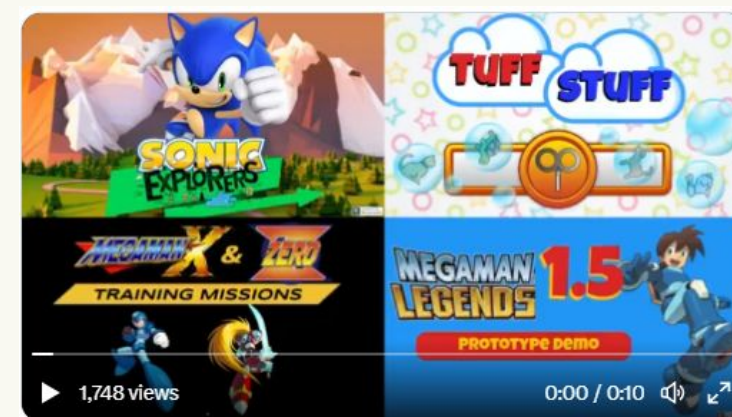 SONIC
EXPLORERS
TUFF
STUFF
MEGAMAN X & ZERO
TRAINING MISSIONS
MEGAMAN
LEGENDS 1.5
PROTOTYPE DEMO
1,748 views
0:00 / 0:10